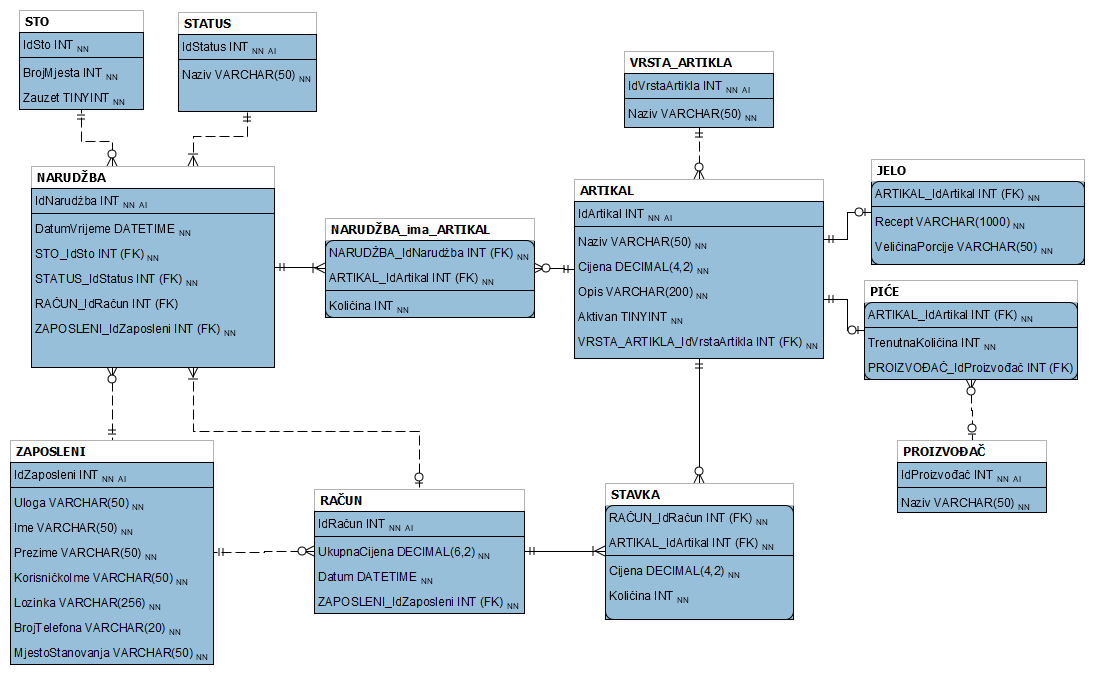 STO
IdSto INT NN
BrojMjesta INT NN
Zauzet TINYINT NN
STATUS
IdStatus INT NN AI
Naziv VARCHAR(50) NN
VRSTA_ARTIKLA
IdVrstaArtikla INT NN AI
Naziv VARCHAR(50) NN
NARUDŽBA
IdNarudžba INT NN AI
DatumVrijeme DATETIME NN
STO_IdSto INT (FK) NN
STATUS_IdStatus INT (FK) NN
RAČUN_IdRačun INT (FK)
ZAPOSLENI_IdZaposleni INT (FK) NN
NARUDŽBA_ima_ARTIKAL
NARUDŽBA_IdNarudžba INT (FK) NN
ARTIKAL_IdArtikal INT (FK) NN
Količina INT NN
ARTIKAL
IdArtikal INT NN AI
Naziv VARCHAR(50) NN
Cijena DECIMAL(4,2) NN
Opis VARCHAR(200) NN
Aktivan TINYINT NN
VRSTA_ARTIKLA_IdVrstaArtikla INT (FK) NN
JELO
ARTIKAL_IdArtikal INT (FK) NN
Recept VARCHAR(1000) NN
VeličinaPorcije VARCHAR(50) NN
PIĆE
ARTIKAL_IdArtikal INT (FK) NN
TrenutnaKoličina INT NN
PROIZVOĐAČ_IdProizvođač INT (FK)
PROIZVOĐAČ
IdProizvođač INT NN AI
Naziv VARCHAR(50) NN
ZAPOSLENI
IdZaposleni INT NN AI
Uloga VARCHAR(50) NN
Ime VARCHAR(50) NN
Prezime VARCHAR(50) NN
KorisničkoIme VARCHAR(50) NN
Lozinka VARCHAR(256) NN
BrojTelefona VARCHAR(20) NN
MjestoStanovanja VARCHAR(50) NN
RAČUN
IdRačun INT NN AI
UkupnaCijena DECIMAL(6,2) NN
Datum DATETIME NN
ZAPOSLENI_IdZaposleni INT (FK) NN
STAVKA
RAČUN_IdRačun INT (FK) NN
ARTIKAL_IdArtikal INT (FK) NN
Cijena DECIMAL(4,2) NN
Količina INT NN